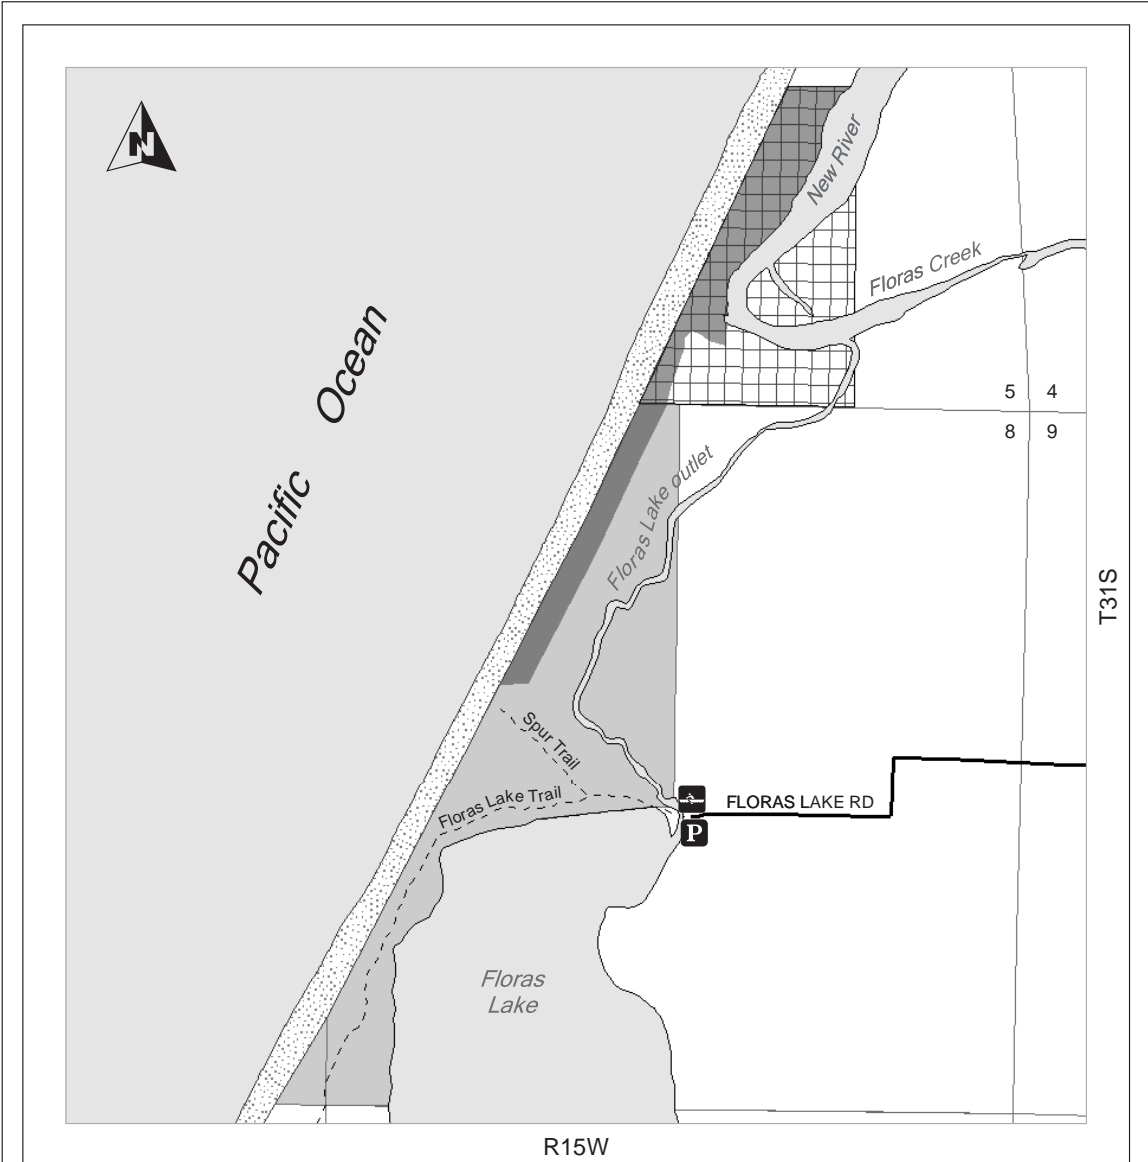 N
New River
Floras Creek
Pacific Ocean
5 4
8 9
Floras Lake outlet
T31S
Spur Trail
Floras Lake Trail
FLORAS LAKE RD
P
Floras
Lake
R15W